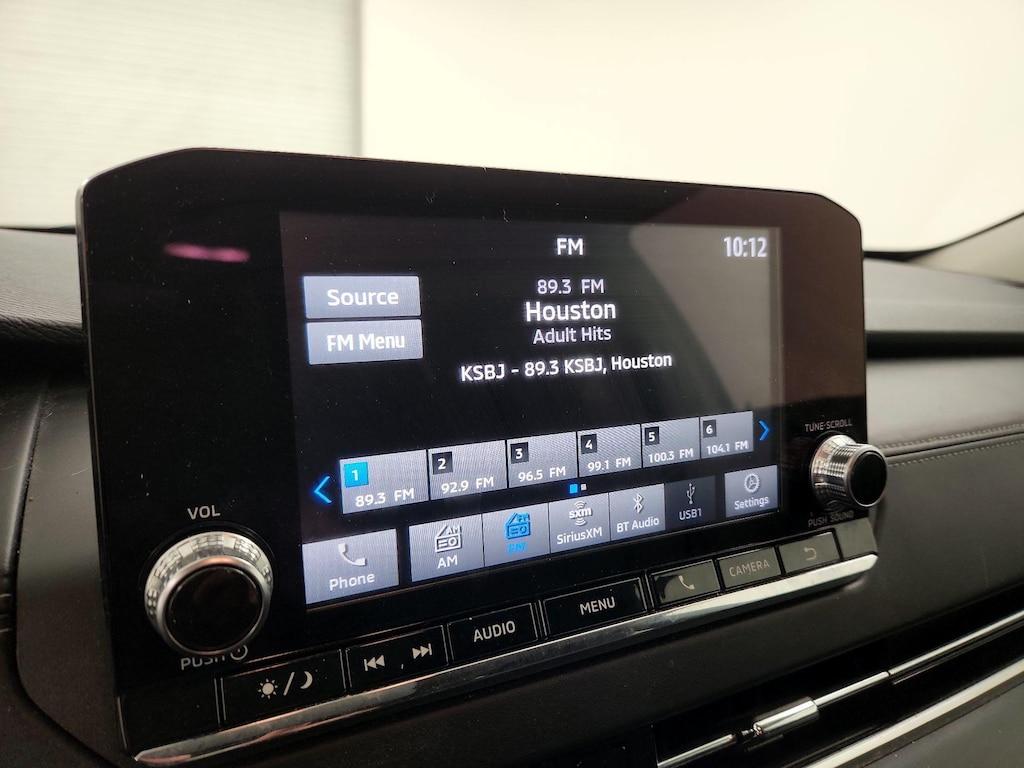 FM
10:12
Source
FM Menu
89.3 FM
Houston
Adult Hits
KSBJ - 89.3 KSBJ, Houston
1
89.3 FM
2
92.9 FM
3
96.5 FM
4
99.1 FM
5
100.3 FM
6
104.1 FM
Phone
AM
AM
FM
sxm
SiriusXM
BT Audio
USB1
Settings
VOL
PUSH
TUNE·SCROLL
PUSH SOUND
AUDIO
MENU
CAMERA